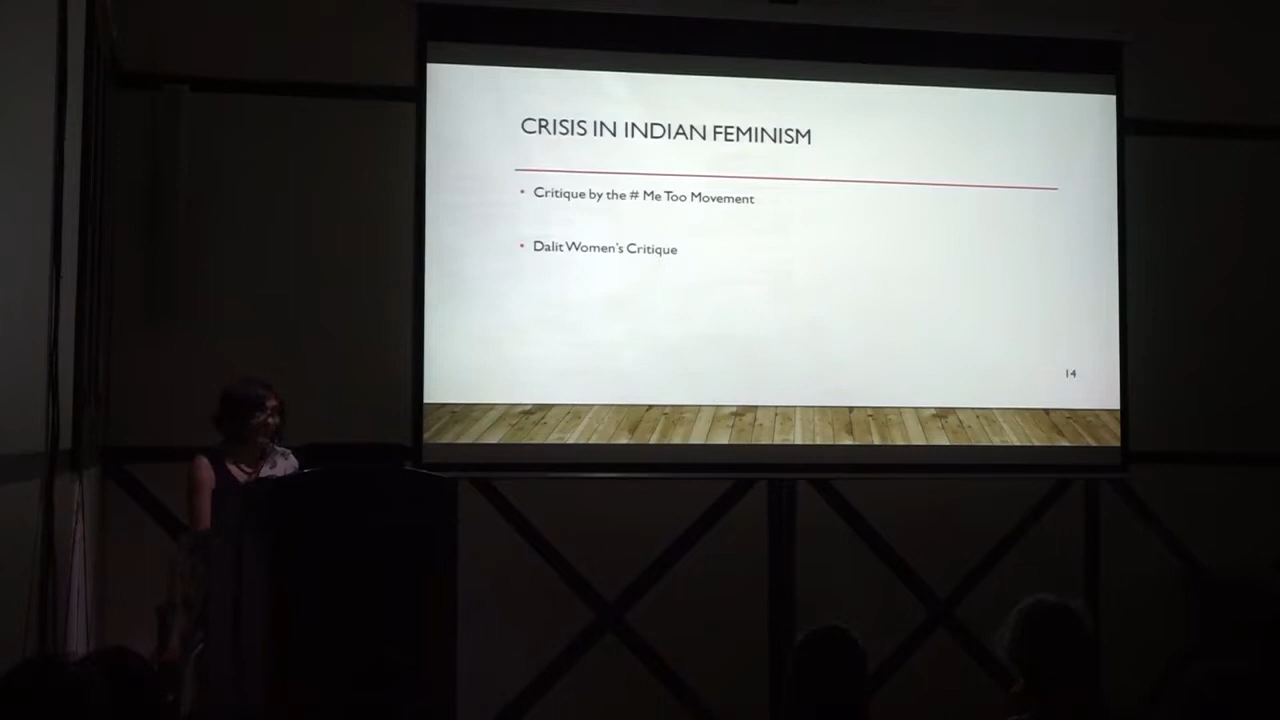 CRISIS IN INDIAN FEMINISM
• Critique by the # Me Too Movement
• Dalit Women's Critique
14